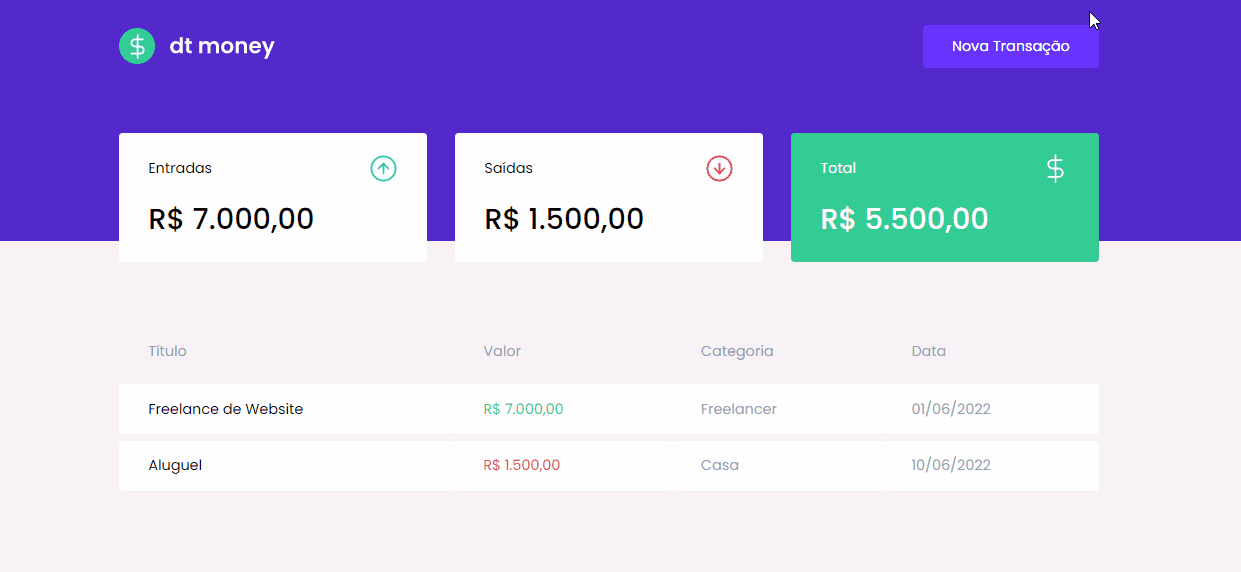 dt money
Nova Transação
Entradas
R$ 7.000,00
Saídas
R$ 1.500,00
Total
R$ 5.500,00
Título Valor Categoria Data
Freelance de Website R$ 7.000,00 Freelancer 01/06/2022
Aluguel R$ 1.500,00 Casa 10/06/2022